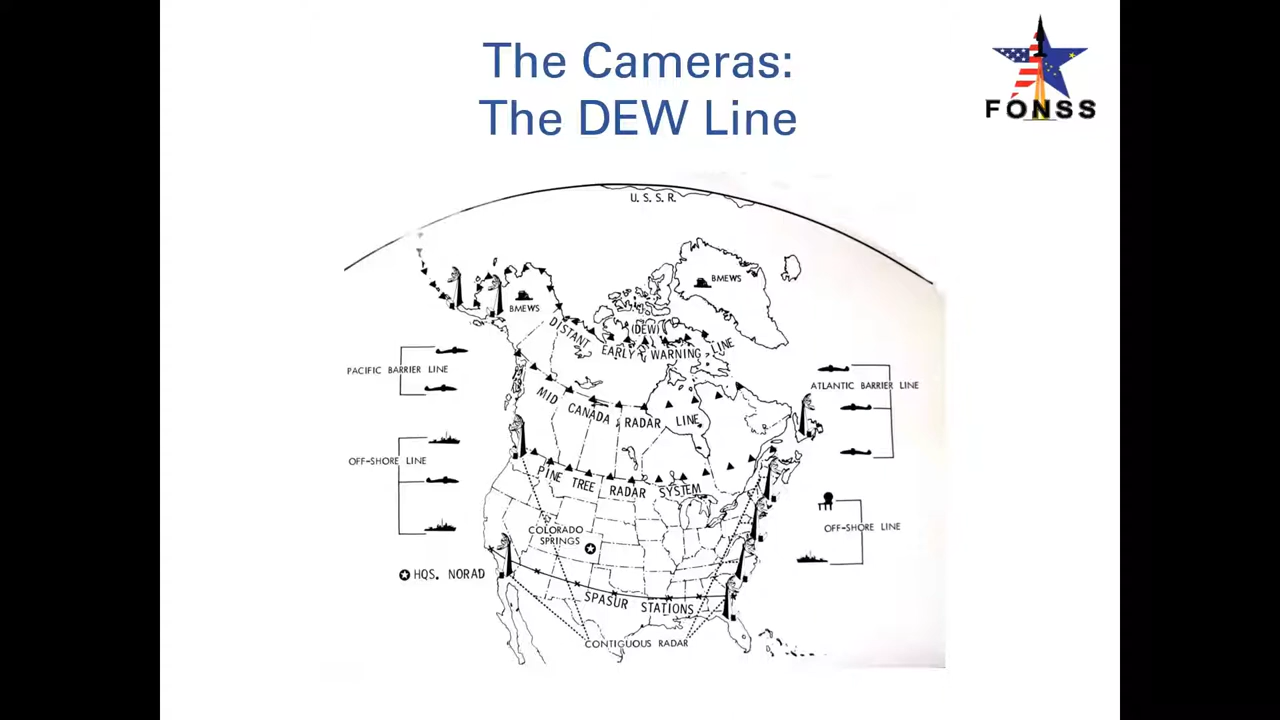 The Cameras:
The DEW Line
FONSS
U. S. S. R.
BMEWS
BMEWS
DISTANT
(DEW)
EARLY WARNING
LINE
PACIFIC BARRIER LINE
ATLANTIC BARRIER LINE
MID CANADA RADAR LINE
OFF-SHORE LINE
PINE TREE RADAR SYSTEM
COLORADO
SPRINGS
OFF-SHORE LINE
HQS. NORAD
SPASUR STATIONS
CONTIGUOUS RADAR